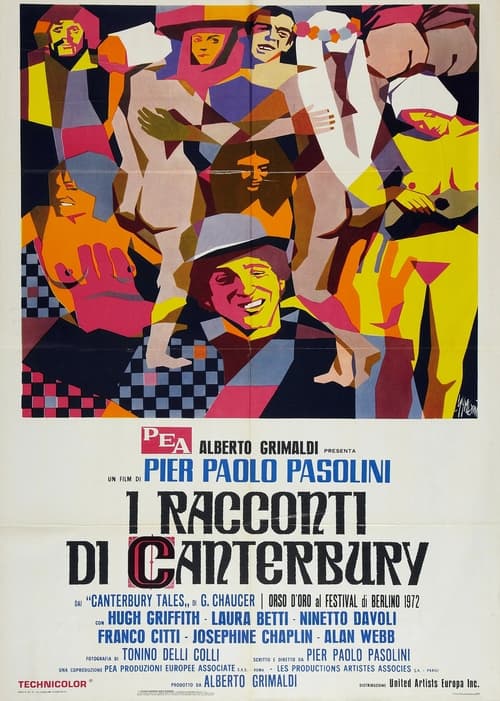 PEA ALBERTO GRIMALDI PRESENTA
UN FILM DI PIER PAOLO PASOLINI
I RACCONTI
DI CANTERBURY
DAI "CANTERBURY TALES" DI G. CHAUCER | ORSO D'ORO al FESTIVAL di BERLINO 1972
CON HUGH GRIFFITH - LAURA BETTI - NINETTO DAVOLI
FRANCO CITTI - JOSEPHINE CHAPLIN - ALAN WEBB
FOTOGRAFIA DI TONINO DELLI COLLI SCRITTO E DIRETTO DA PIER PAOLO PASOLINI
UNA COPRODUZIONE PEA PRODUZIONI EUROPEE ASSOCIATE S.A.S. ROMA - LES PRODUCTIONS ARTISTES ASSOCIES S.A. - PARIGI
TECHNICOLOR PRODOTTO DA ALBERTO GRIMALDI DISTRIBUZIONE United Artists Europa Inc.